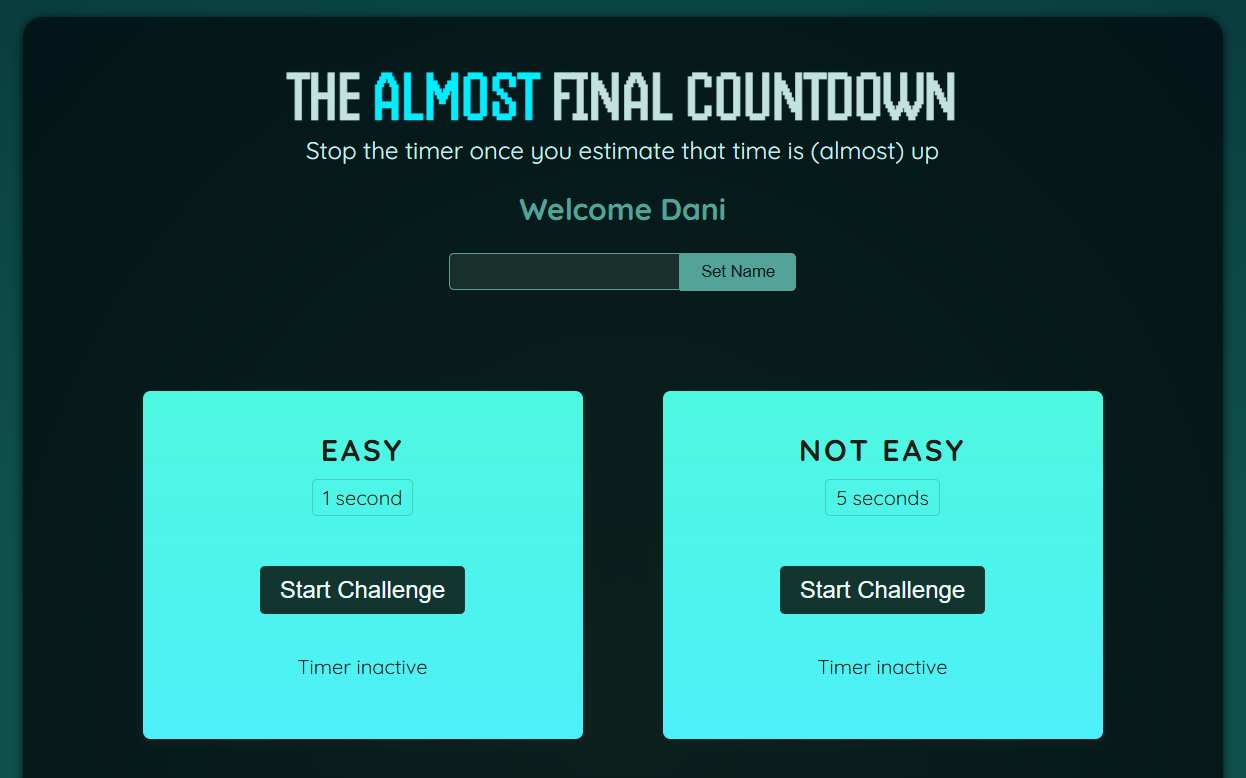 THE ALMOST FINAL COUNTDOWN
Stop the timer once you estimate that time is (almost) up
Welcome Dani
Set Name
EASY
1 second
Start Challenge
Timer inactive
NOT EASY
5 seconds
Start Challenge
Timer inactive